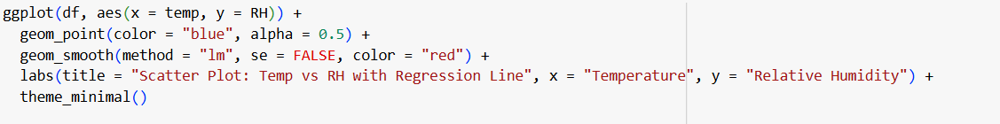 ggplot(df, aes(x = temp, y = RH)) +
  geom_point(color = "blue", alpha = 0.5) +
  geom_smooth(method = "lm", se = FALSE, color = "red") +
  labs(title = "Scatter Plot: Temp vs RH with Regression Line", x = "Temperature", y = "Relative Humidity") +
  theme_minimal()